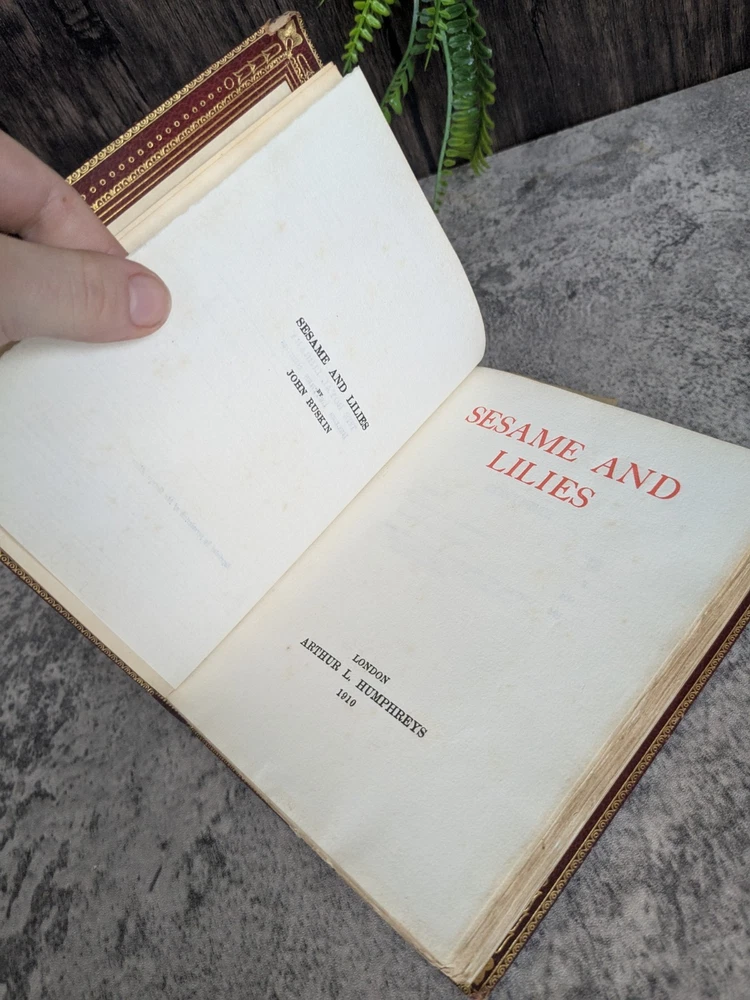 SESAME AND LILIES
BY
JOHN RUSKIN
SESAME AND
LILIES
LONDON
ARTHUR L. HUMPHREYS
1910